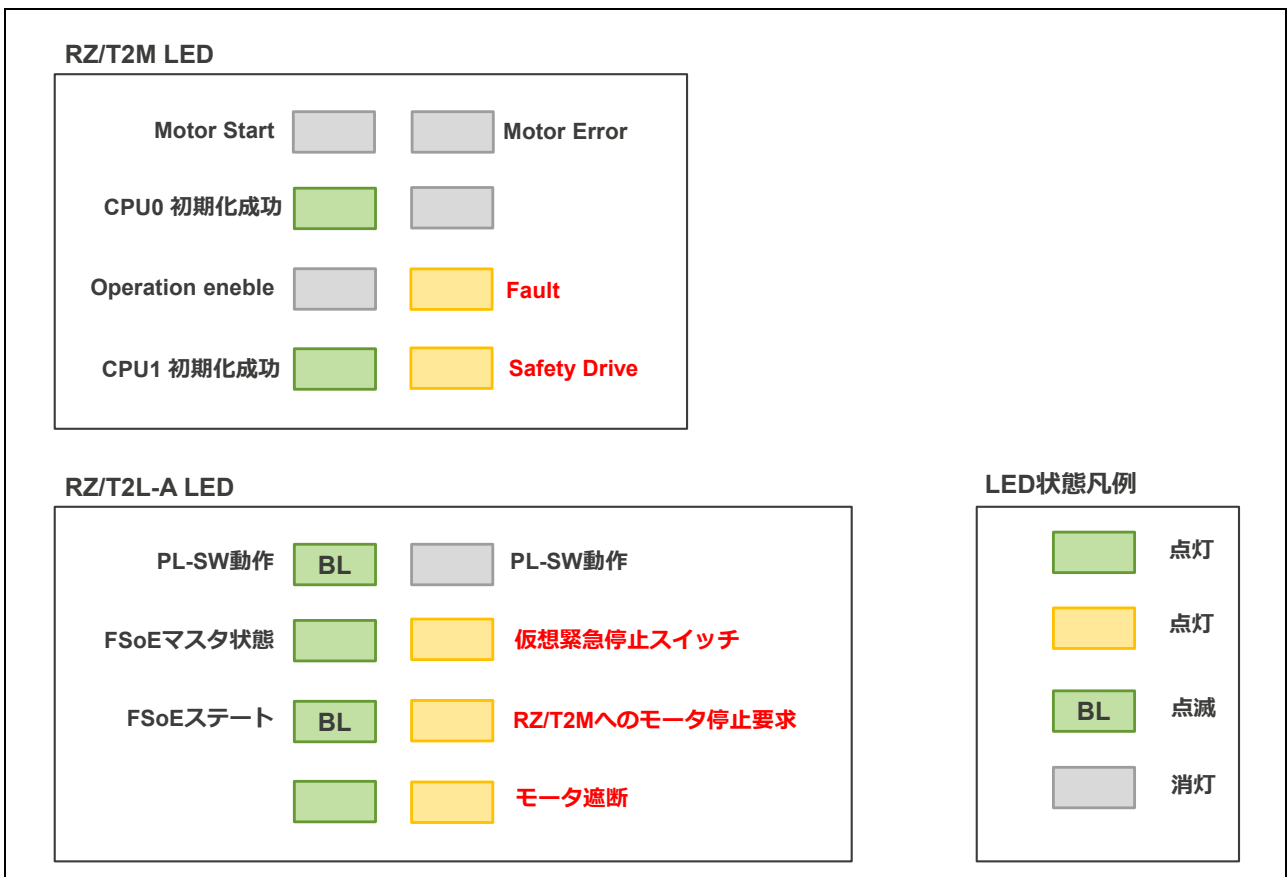 RZ/T2M LED
Motor Start
Motor Error
CPU0 初期化成功
Operation eneble
Fault
CPU1 初期化成功
Safety Drive
RZ/T2L-A LED
PL-SW動作
BL
PL-SW動作
FSoEマスタ状態
仮想緊急停止スイッチ
FSoEステート
BL
RZ/T2Mへのモータ停止要求
モータ遮断
LED状態凡例
点灯
点灯
BL
点滅
消灯